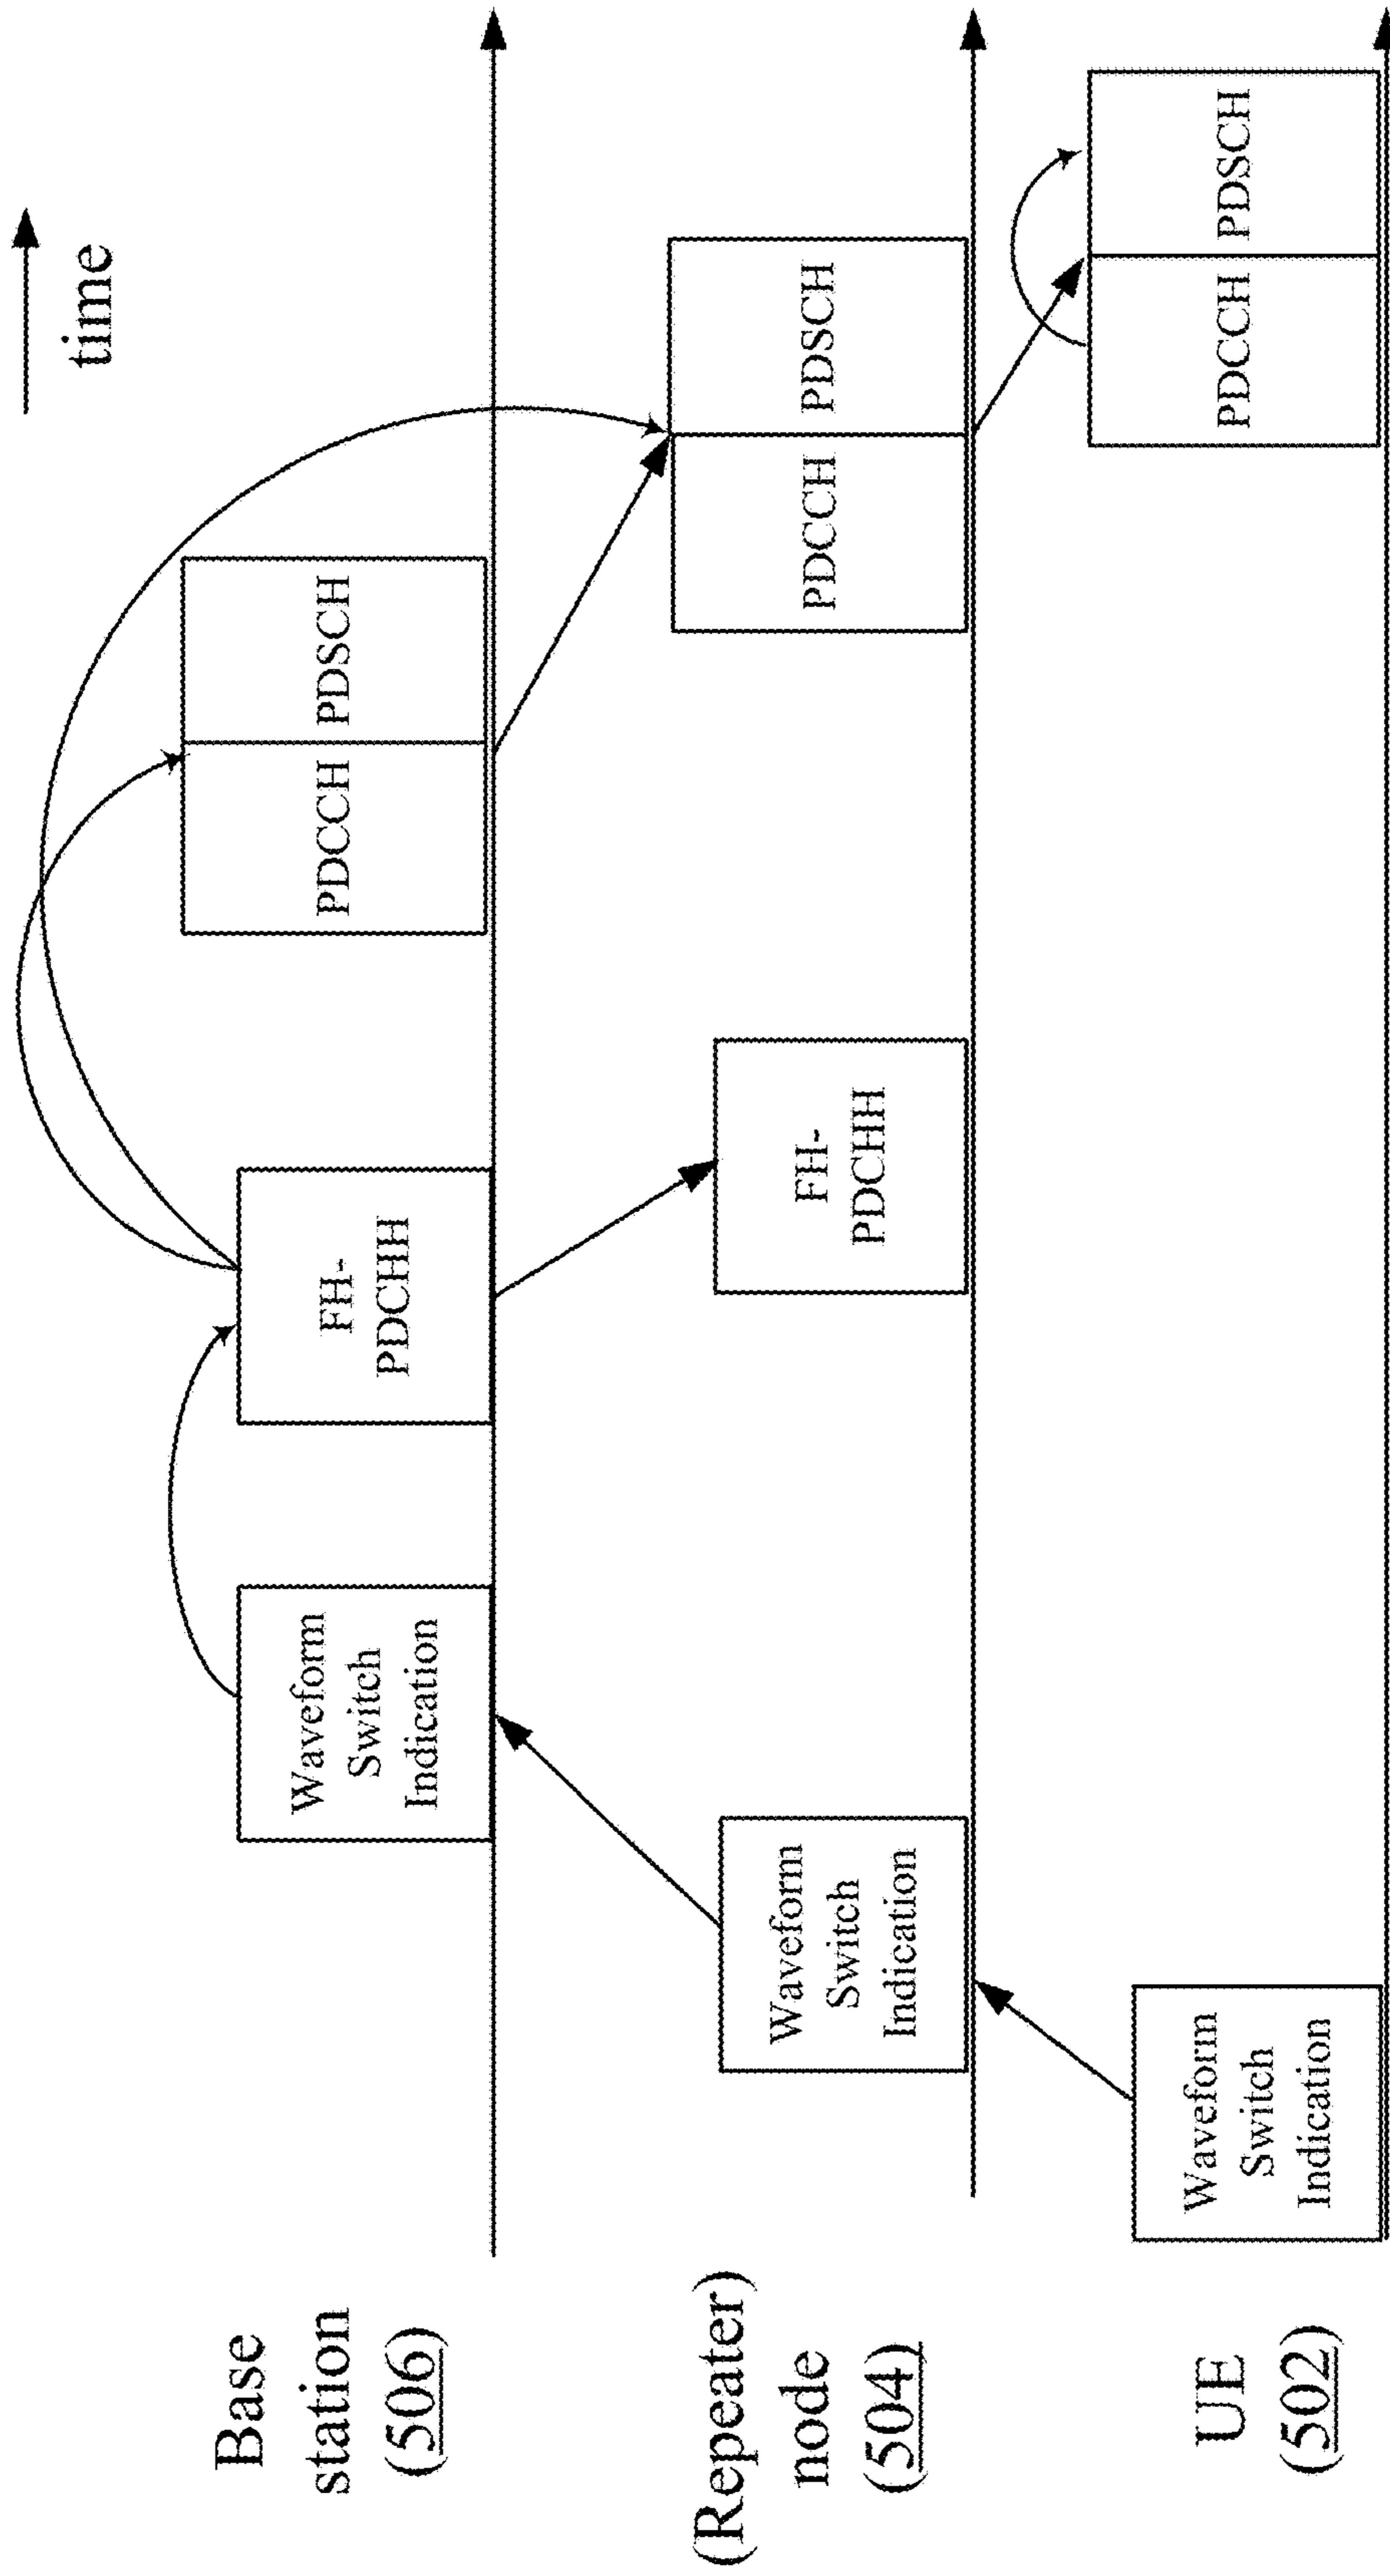 time
Base
station
(506)
Waveform
Switch
Indication
FH-
PDCHH
PDCCH
PDSCH
(Repeater)
node
(504)
Waveform
Switch
Indication
FH-
PDCHH
PDCCH
PDSCH
UE
(502)
Waveform
Switch
Indication
PDCCH
PDSCH